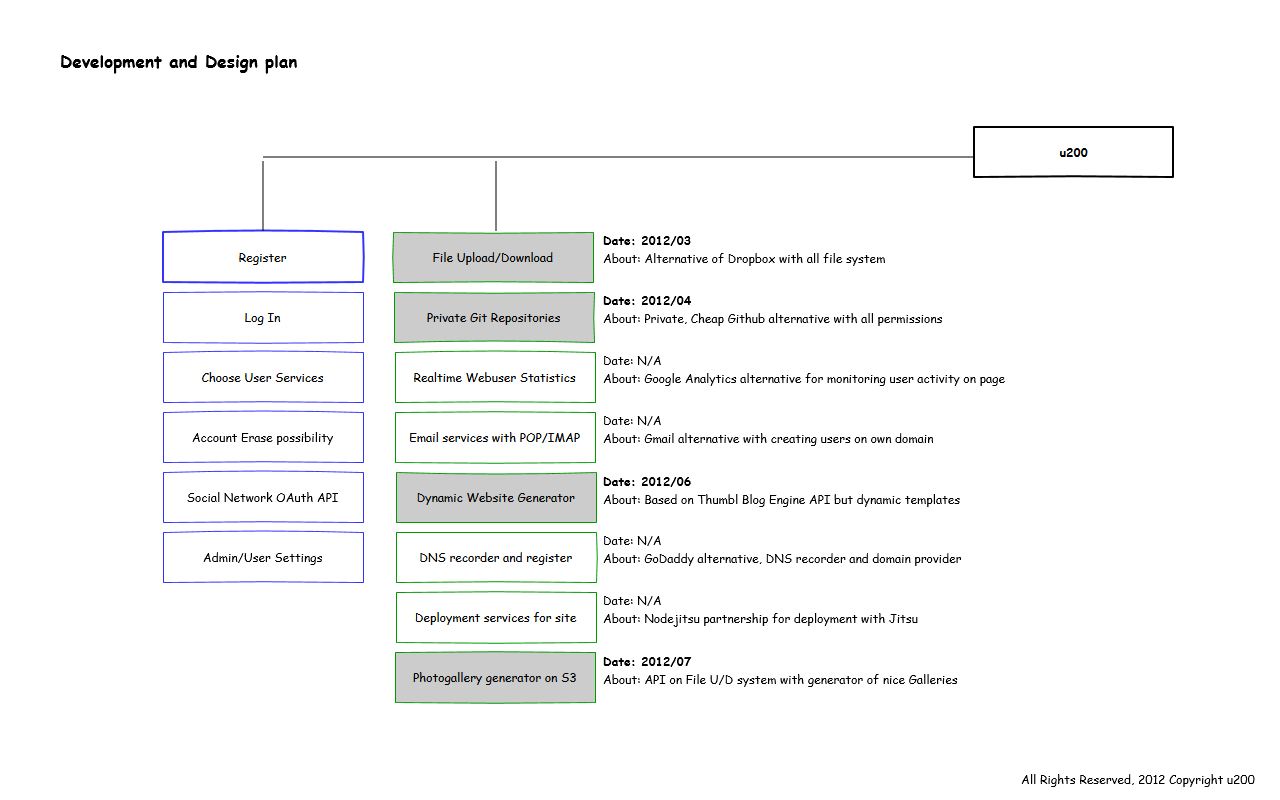 Development and Design plan
u200
Register
Log In
Choose User Services
Account Erase possibility
Social Network OAuth API
Admin/User Settings
File Upload/Download
Date: 2012/03
About: Alternative of Dropbox with all file system
Private Git Repositories
Date: 2012/04
About: Private, Cheap Github alternative with all permissions
Realtime Webuser Statistics
Date: N/A
About: Google Analytics alternative for monitoring user activity on page
Email services with POP/IMAP
Date: N/A
About: Gmail alternative with creating users on own domain
Dynamic Website Generator
Date: 2012/06
About: Based on Thumbl Blog Engine API but dynamic templates
DNS recorder and register
Date: N/A
About: GoDaddy alternative, DNS recorder and domain provider
Deployment services for site
Date: N/A
About: Nodejitsu partnership for deployment with Jitsu
Photogallery generator on S3
Date: 2012/07
About: API on File U/D system with generator of nice Galleries
All Rights Reserved, 2012 Copyright u200